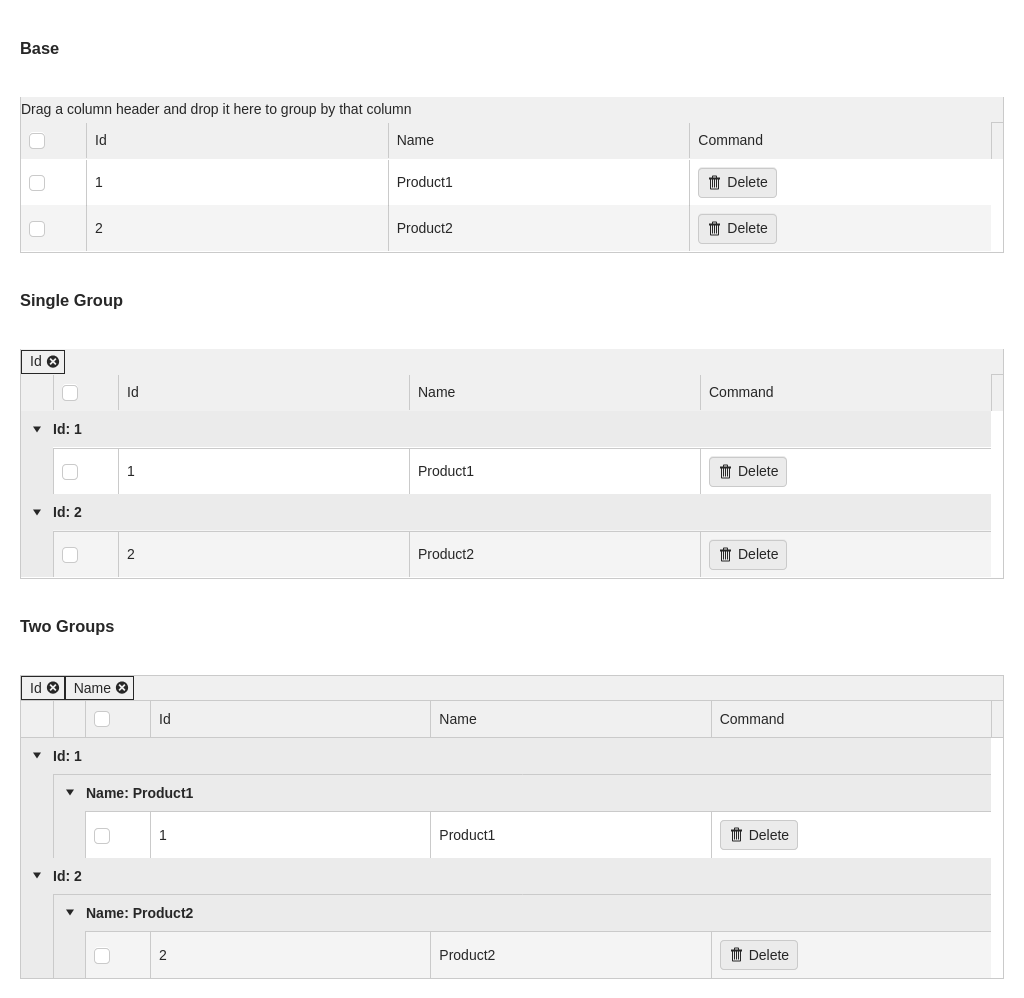 Base
Drag a column header and drop it here to group by that column
Id Name Command
1 Product1 Delete
2 Product2 Delete
Single Group
Id
Id Name Command
Id: 1
1 Product1 Delete
Id: 2
2 Product2 Delete
Two Groups
Id Name
Id Name Command
Id: 1
Name: Product1
1 Product1 Delete
Id: 2
Name: Product2
2 Product2 Delete